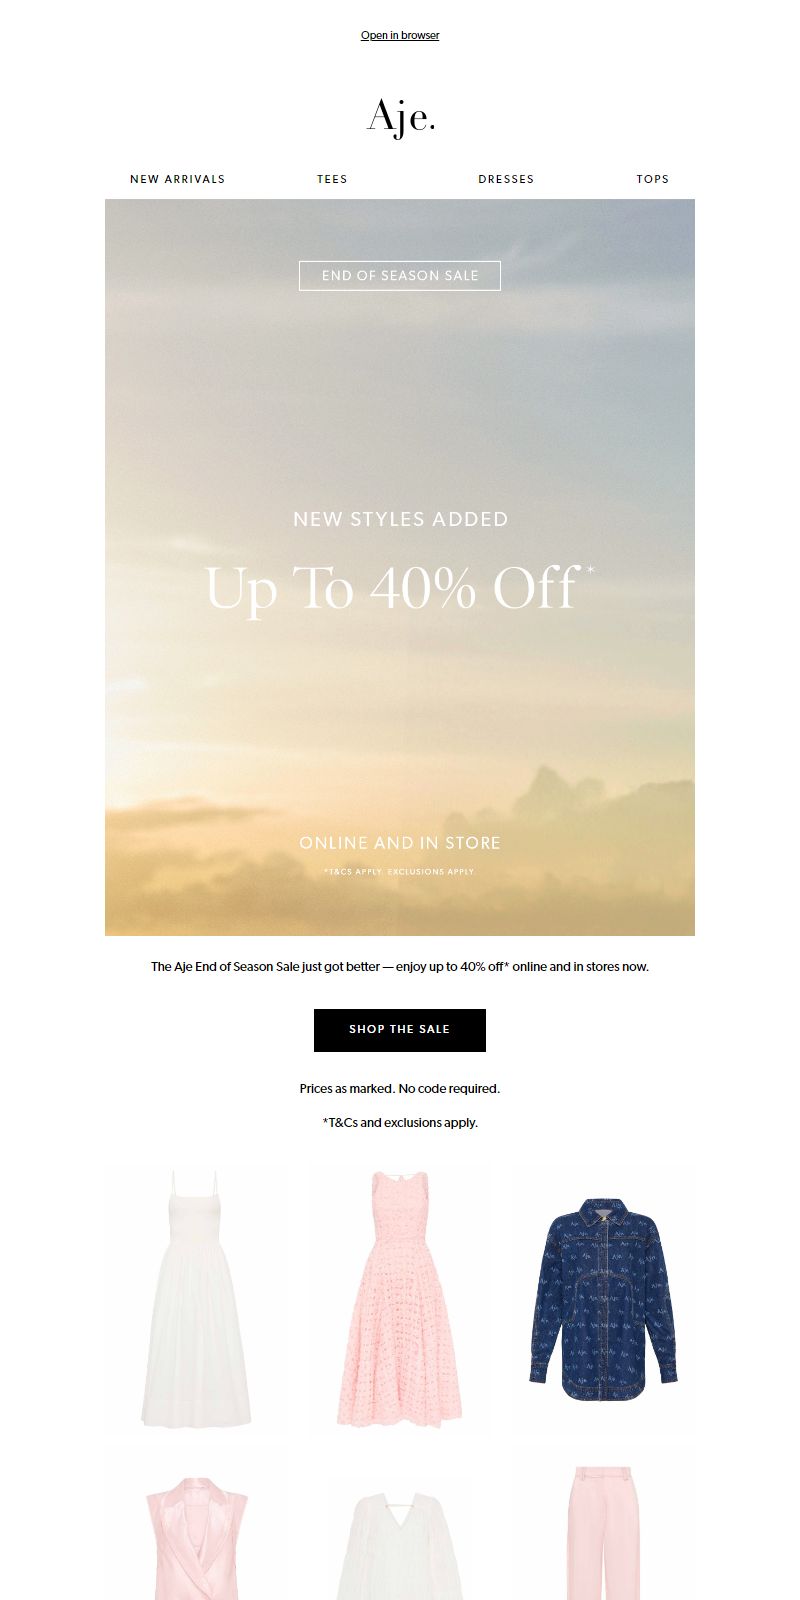 Open in browser
Aje.
NEW ARRIVALS TEES DRESSES TOPS
END OF SEASON SALE
NEW STYLES ADDED
Up To 40% Off*
ONLINE AND IN STORE
*T&CS APPLY. EXCLUSIONS APPLY.
The Aje End of Season Sale just got better — enjoy up to 40% off* online and in stores now.
SHOP THE SALE
Prices as marked. No code required.
*T&Cs and exclusions apply.